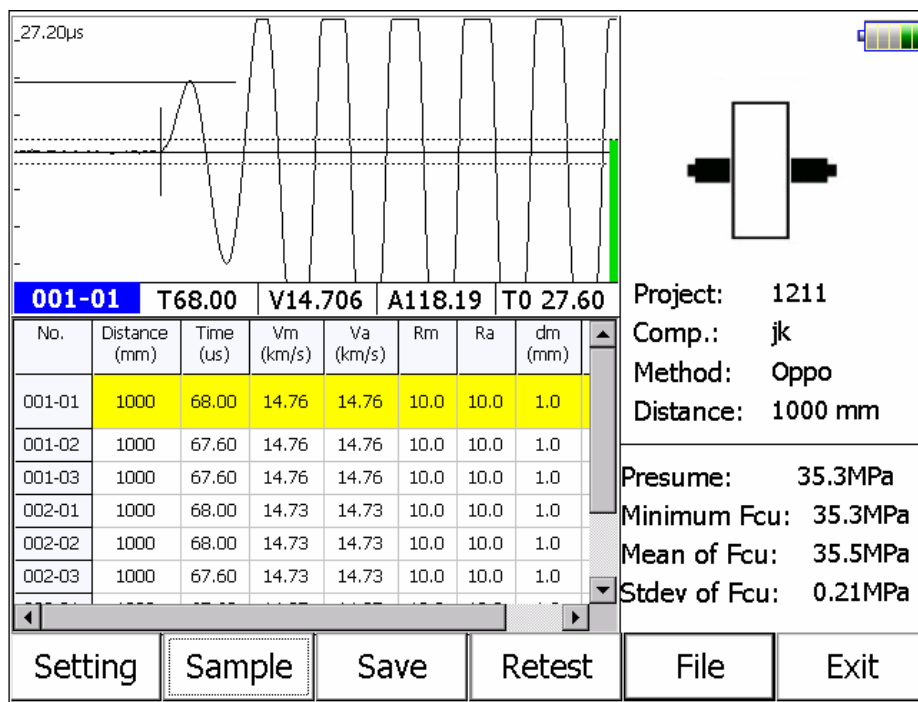 27.20µs
001-01 T68.00 V14.706 A118.19 T0 27.60
No. Distance (mm) Time (us) Vm (km/s) Va (km/s) Rm Ra dm (mm)
001-01 1000 68.00 14.76 14.76 10.0 10.0 1.0
001-02 1000 67.60 14.76 14.76 10.0 10.0 1.0
001-03 1000 67.60 14.76 14.76 10.0 10.0 1.0
002-01 1000 68.00 14.73 14.73 10.0 10.0 1.0
002-02 1000 68.00 14.73 14.73 10.0 10.0 1.0
002-03 1000 67.60 14.73 14.73 10.0 10.0 1.0
Project: 1211
Comp.: jk
Method: Oppo
Distance: 1000 mm
Presume: 35.3MPa
Minimum Fcu: 35.3MPa
Mean of Fcu: 35.5MPa
Stdev of Fcu: 0.21MPa
Setting Sample Save Retest File Exit